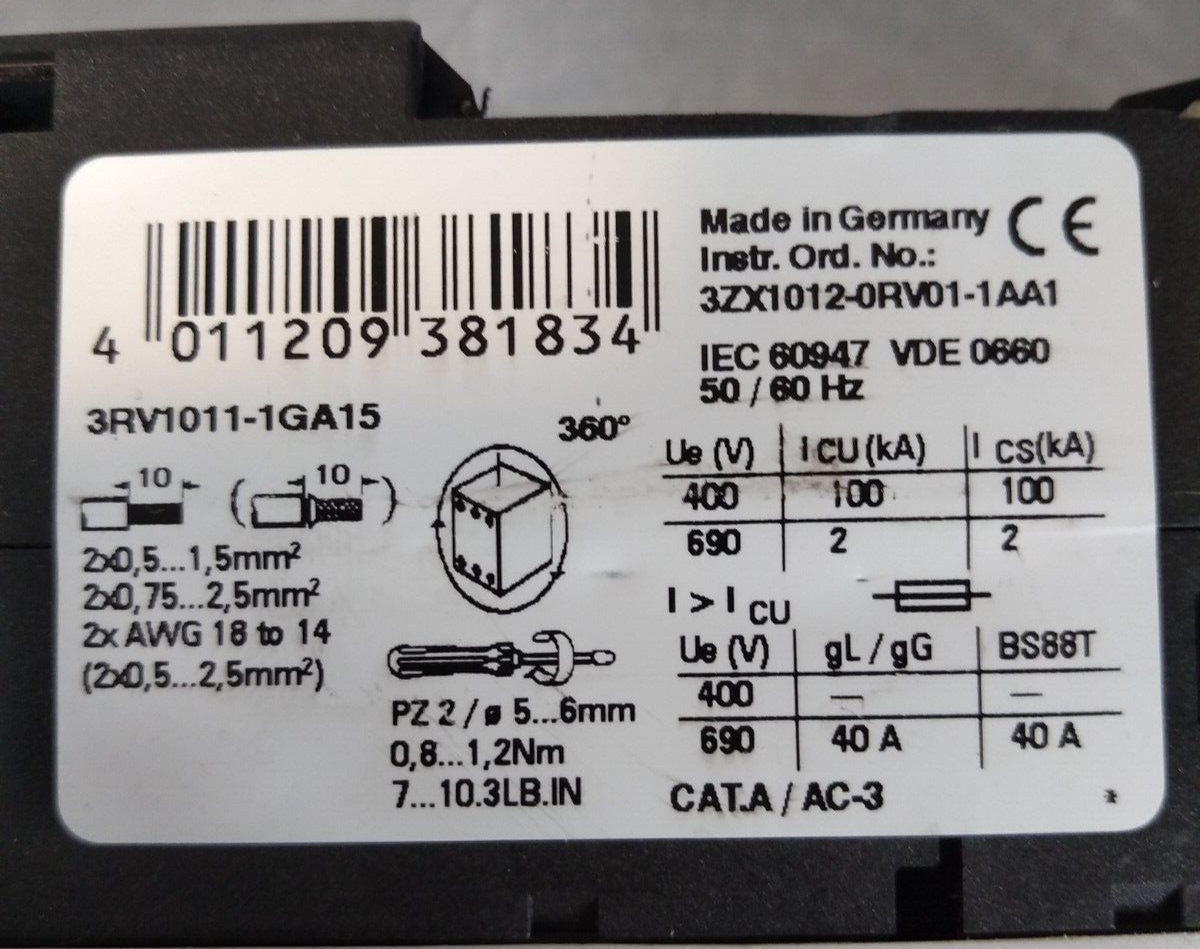 4 011209 381834
3RV1011-1GA15
10
10
2x0,5...1,5mm²
2x0,75...2,5mm²
2x AWG 18 to 14
(2x0,5...2,5mm²)
360°
PZ 2 / ø 5...6mm
0,8...1,2Nm
7...10.3LB.IN
Made in Germany CE
Instr. Ord. No.:
3ZX1012-0RV01-1AA1
IEC 60947 VDE 0660
50 / 60 Hz
Ue (V) I CU (kA) I CS(kA)
400 100 100
690 2 2
I > I CU
Ue (V) gL / gG BS88T
400 — —
690 40 A 40 A
CAT.A / AC-3